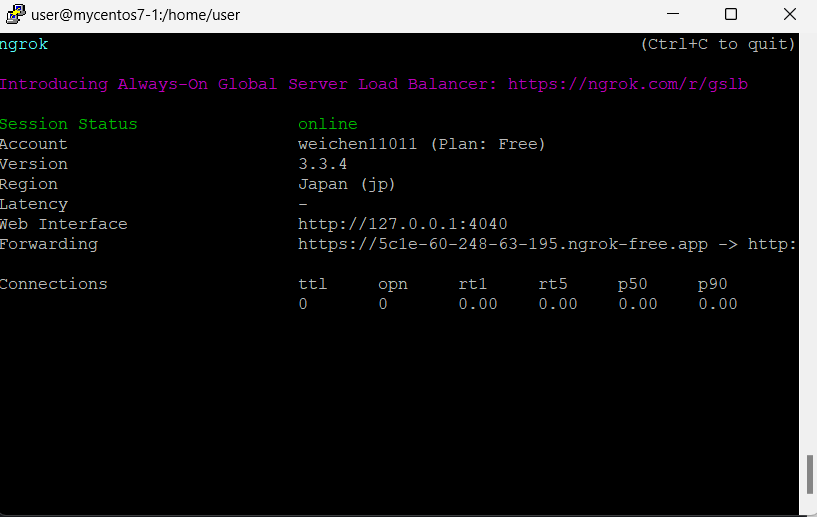 user@mycentos7-1:/home/user
ngrok (Ctrl+C to quit)
Introducing Always-On Global Server Load Balancer: https://ngrok.com/r/gslb
Session Status online
Account weichen11011 (Plan: Free)
Version 3.3.4
Region Japan (jp)
Latency -
Web Interface http://127.0.0.1:4040
Forwarding https://5c1e-60-248-63-195.ngrok-free.app -> http:
Connections ttl opn rt1 rt5 p50 p90
0 0 0.00 0.00 0.00 0.00